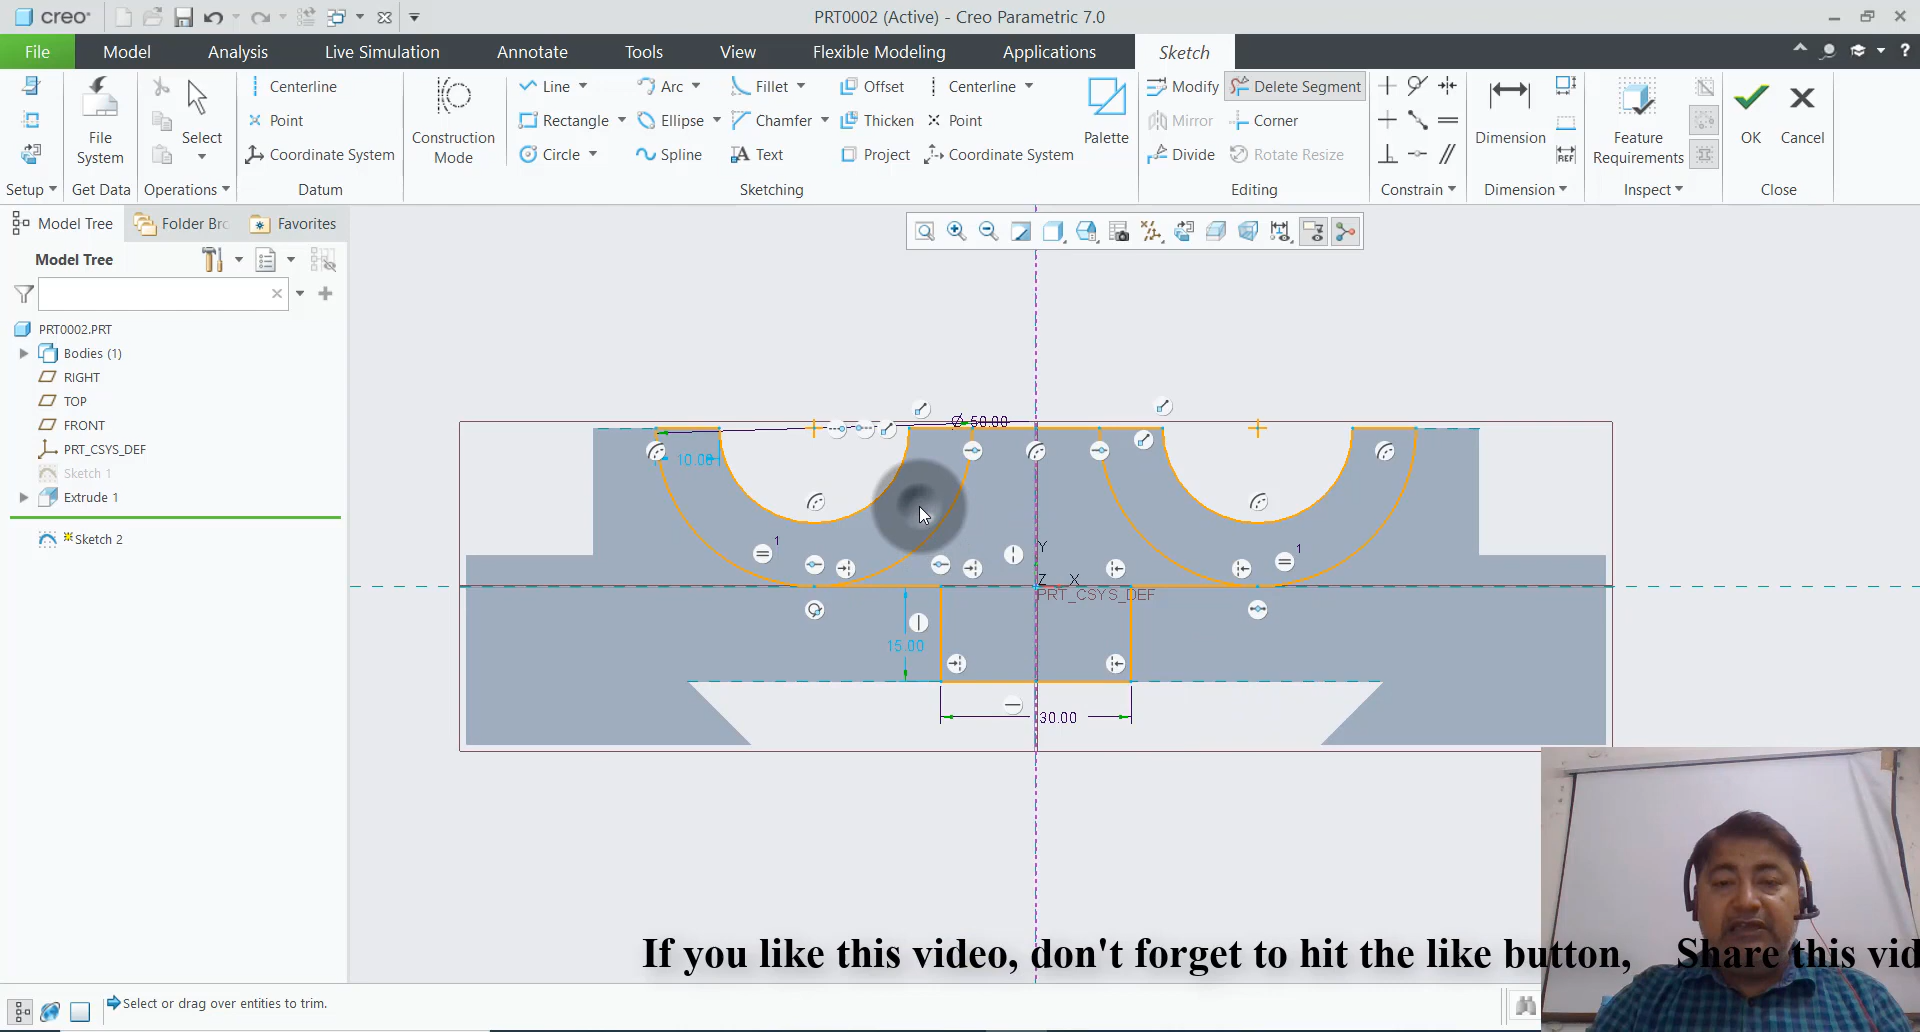 creo
PRT0002 (Active) - Creo Parametric 7.0
File
Model
Analysis
Live Simulation
Annotate
Tools
View
Flexible Modeling
Applications
Sketch
File System
Select
Centerline
Point
Coordinate System
Construction Mode
Line
Rectangle
Circle
Arc
Ellipse
Spline
Fillet
Chamfer
Text
Offset
Thicken
Project
Centerline
Point
Coordinate System
Palette
Modify
Mirror
Divide
Delete Segment
Corner
Rotate Resize
Dimension
REF
Feature Requirements
OK
Cancel
Setup
Get Data
Operations
Datum
Sketching
Editing
Constrain
Dimension
Inspect
Close
Model Tree
Folder Bro
Favorites
Model Tree
PRT0002.PRT
Bodies (1)
RIGHT
TOP
FRONT
PRT_CSYS_DEF
Sketch 1
Extrude 1
Sketch 2
Ø 50.00
10.00
1
1
Y
Z X
PRT_CSYS_DEF
15.00
30.00
If you like this video, don't forget to hit the like button, Share this vid
Select or drag over entities to trim.